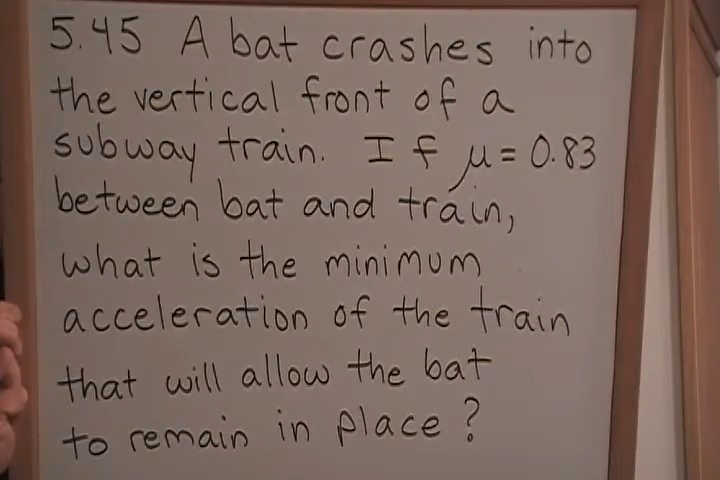 5.45 A bat crashes into
the vertical front of a
subway train. If μ = 0.83
between bat and train,
what is the minimum
acceleration of the train
that will allow the bat
to remain in place?